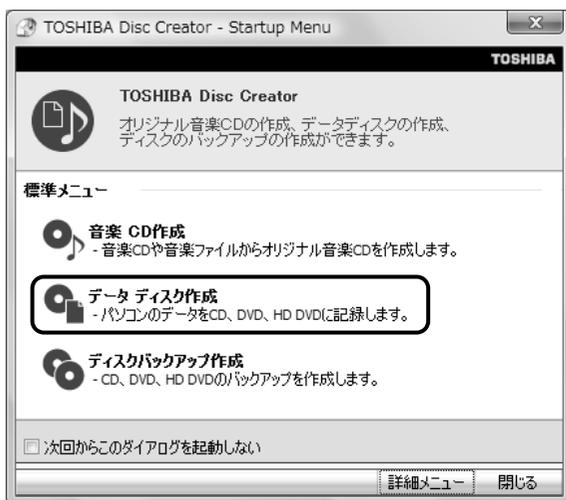 TOSHIBA Disc Creator - Startup Menu
TOSHIBA
TOSHIBA Disc Creator
オリジナル音楽CDの作成、データディスクの作成、
ディスクのバックアップの作成ができます。
標準メニュー
音楽 CD作成
- 音楽CDや音楽ファイルからオリジナル音楽CDを作成します。
データ ディスク作成
- パソコンのデータをCD、DVD、HD DVDに記録します。
ディスクバックアップ作成
- CD、DVD、HD DVDのバックアップを作成します。
次回からこのダイアログを起動しない
詳細メニュー 閉じる